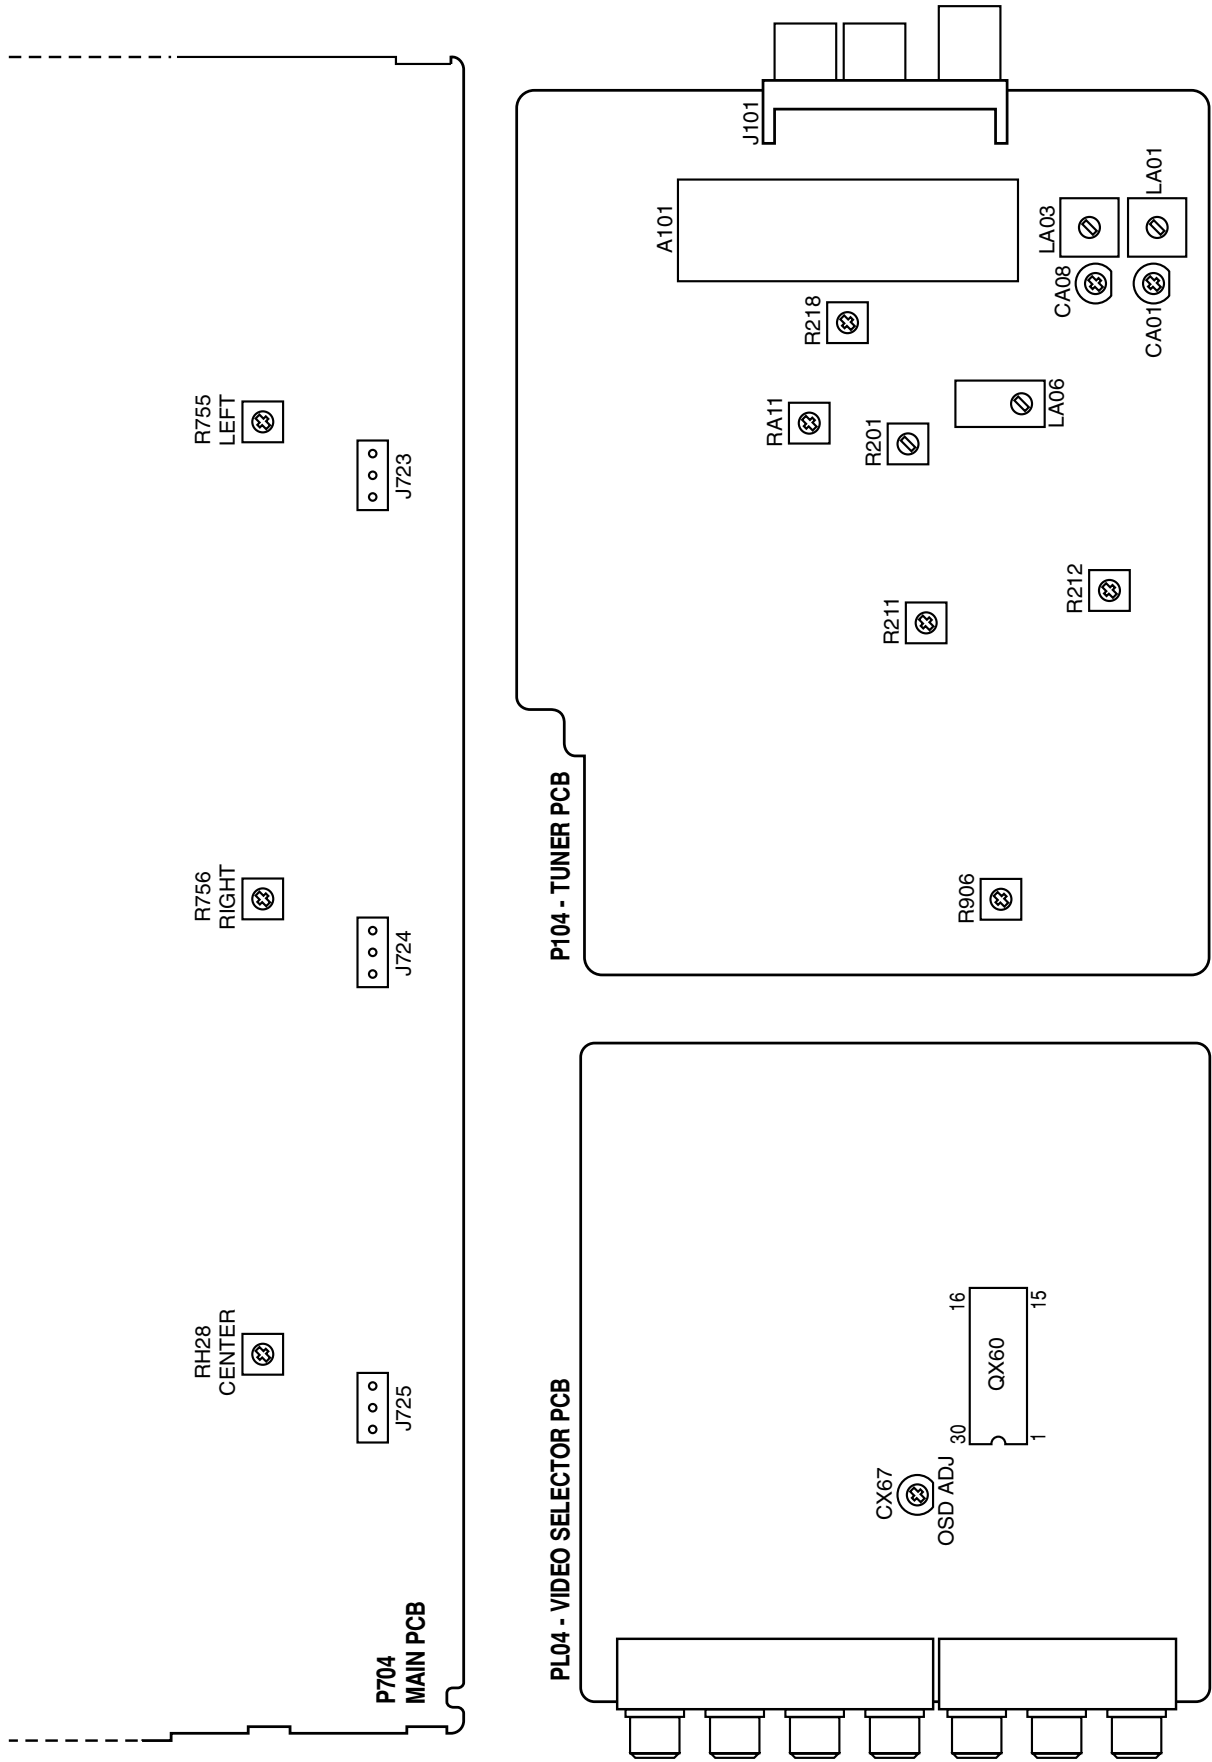 P704
MAIN PCB
RH28
CENTER
J725
R756
RIGHT
J724
R755
LEFT
J723
PL04 - VIDEO SELECTOR PCB
CX67
OSD ADJ
30
16
QX60
1
15
P104 - TUNER PCB
R906
R211
R212
R201
RA11
R218
LA06
A101
J101
CA08
LA03
CA01
LA01